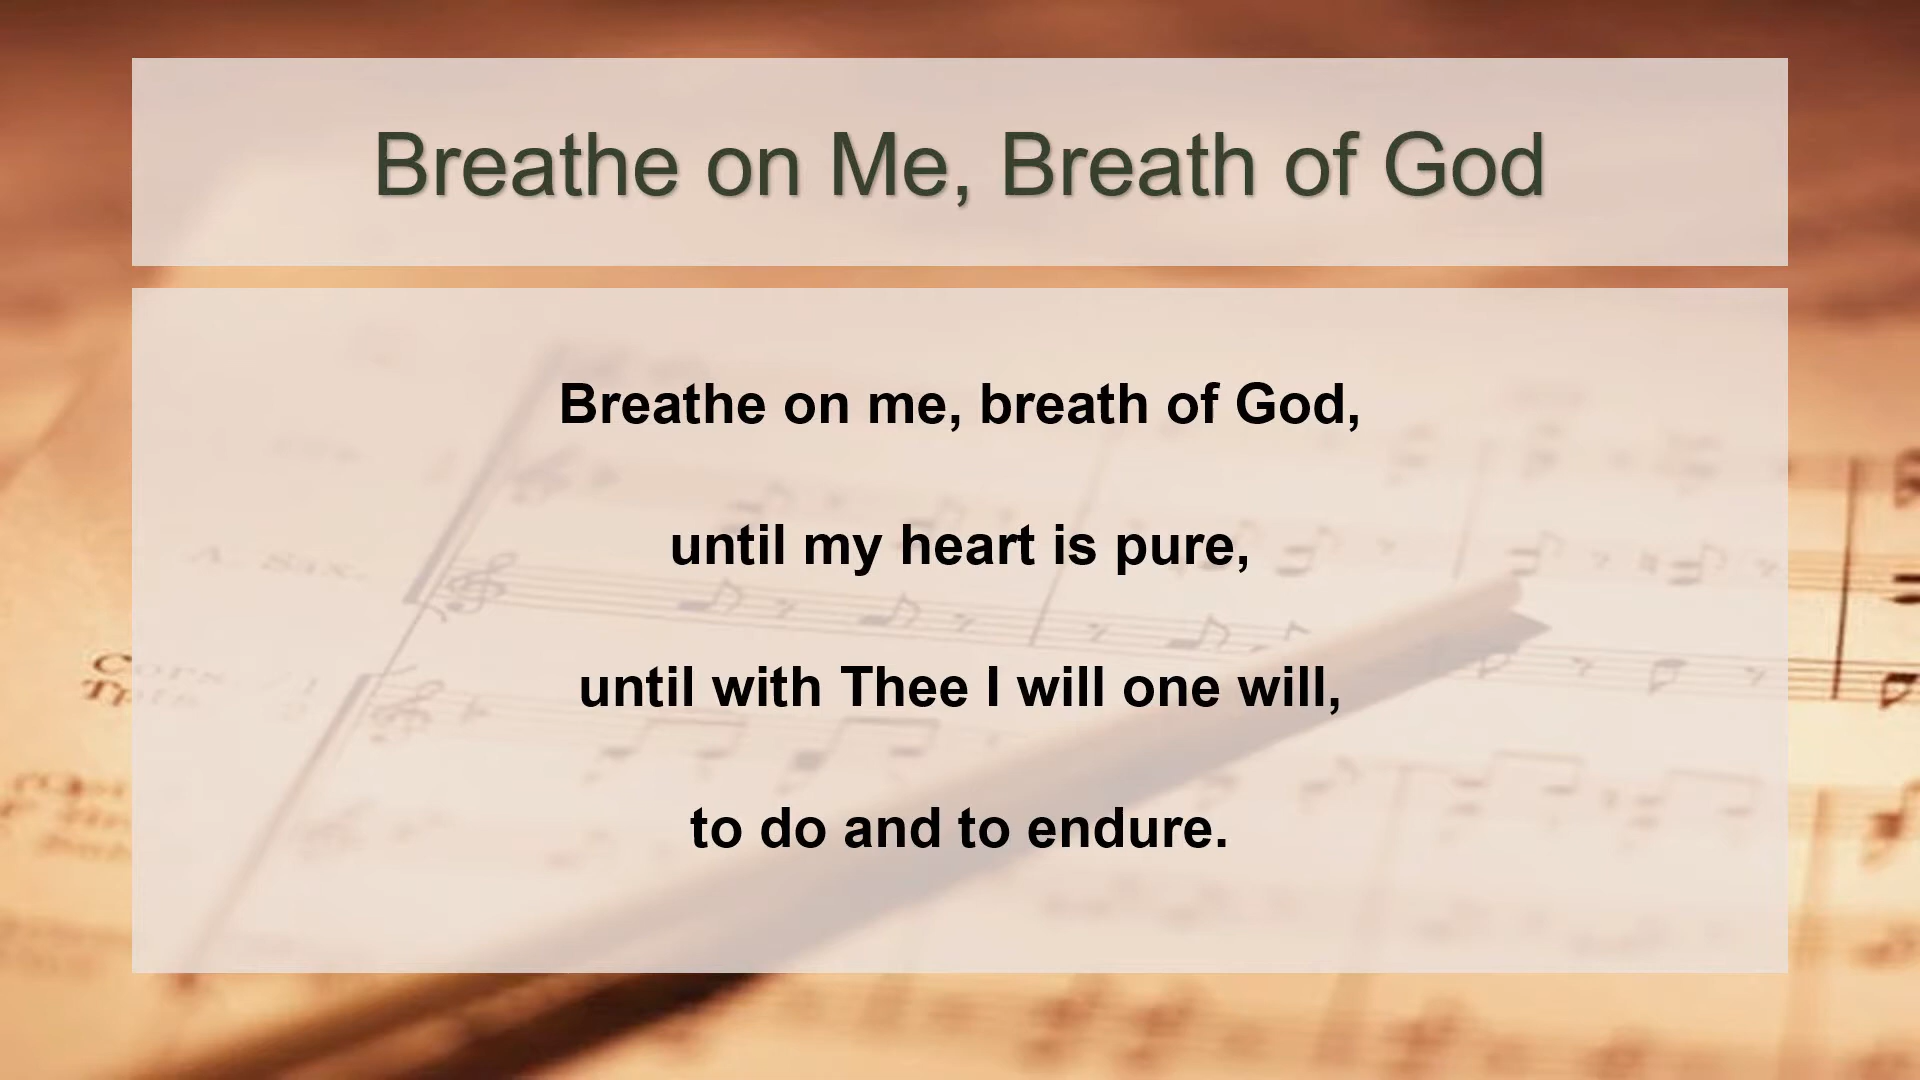 Breathe on Me, Breath of God
Breathe on me, breath of God,
until my heart is pure,
until with Thee I will one will,
to do and to endure.
A. Sax.